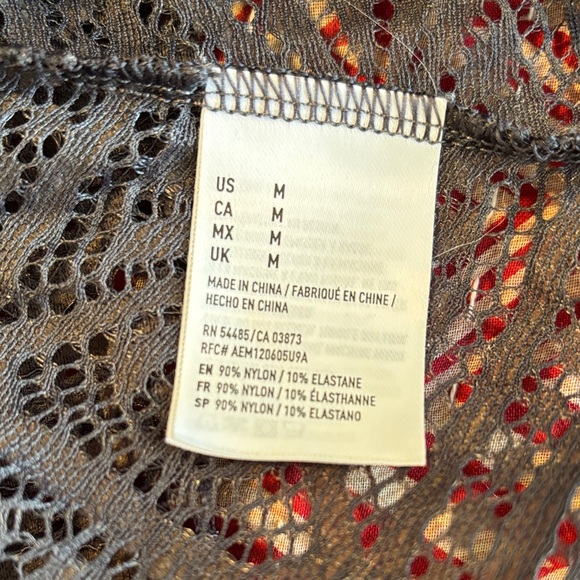 US M
CA M
MX M
UK M
MADE IN CHINA / FABRIQUÉ EN CHINE /
HECHO EN CHINA
RN 54485/CA 03873
RFC# AEM120605U9A
EN 90% NYLON / 10% ELASTANE
FR 90% NYLON / 10% ÉLASTHANNE
SP 90% NYLON / 10% ELASTANO